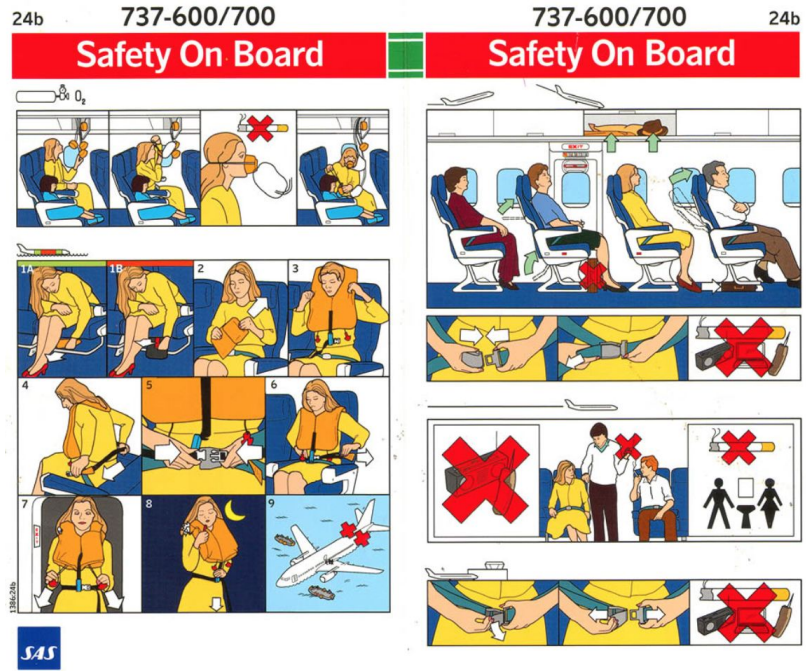 24b
737-600/700
Safety On Board
O₂
1A
1B
2
3
4
5
6
7
EXIT
8
9
1386:24b
SAS
737-600/700
24b
Safety On Board
EXIT